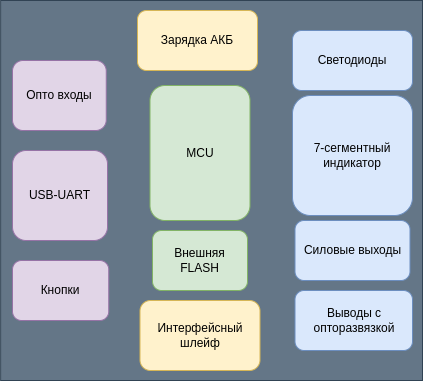 Зарядка АКБ
Светодиоды
Опто входы
MCU
7-сегментный
индикатор
USB-UART
Внешняя
FLASH
Силовые выходы
Кнопки
Интерфейсный
шлейф
Выводы с
опторазвязкой